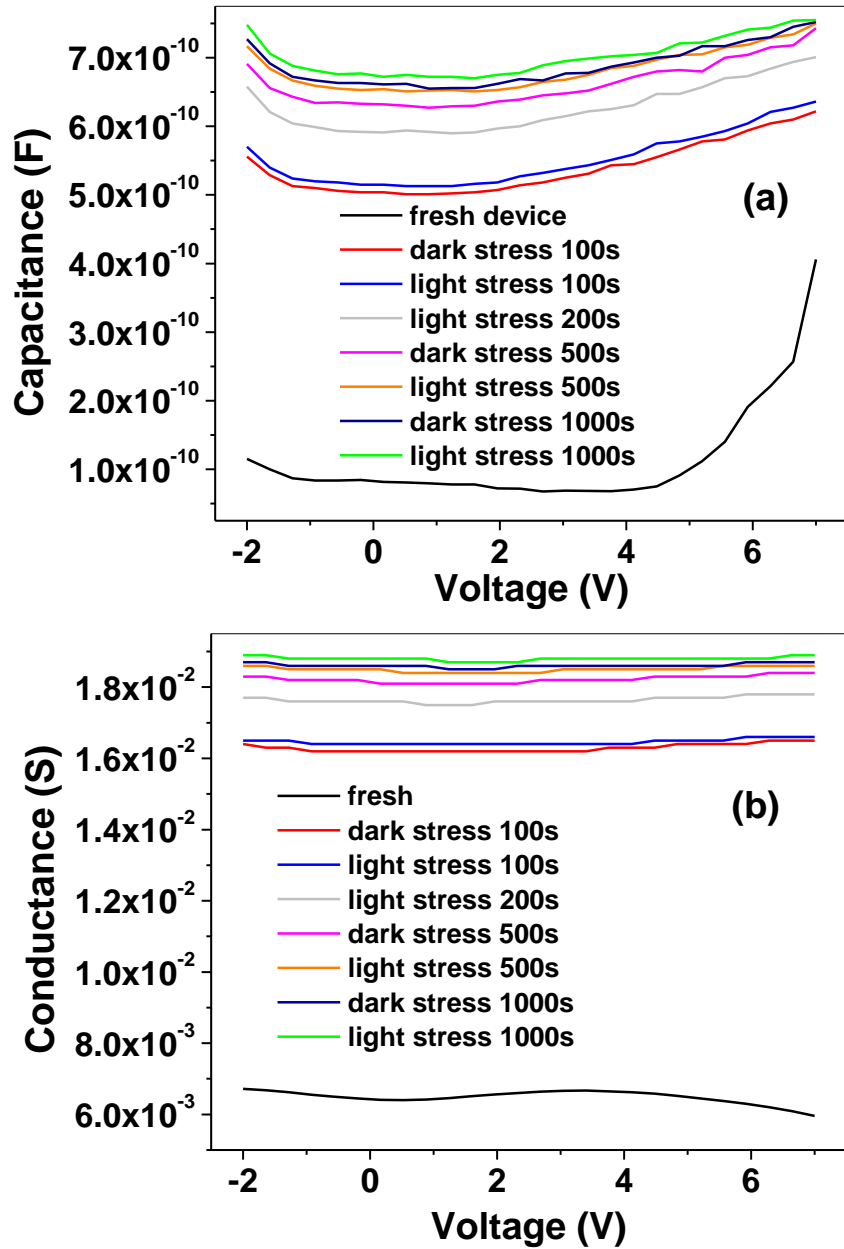 7.0x10⁻¹⁰
6.0x10⁻¹⁰
5.0x10⁻¹⁰
4.0x10⁻¹⁰
3.0x10⁻¹⁰
2.0x10⁻¹⁰
1.0x10⁻¹⁰
Capacitance (F)
(a)
fresh device
dark stress 100s
light stress 100s
light stress 200s
dark stress 500s
light stress 500s
dark stress 1000s
light stress 1000s
-2 0 2 4 6
Voltage (V)
1.8x10⁻²
1.6x10⁻²
1.4x10⁻²
1.2x10⁻²
1.0x10⁻²
8.0x10⁻³
6.0x10⁻³
Conductance (S)
(b)
fresh
dark stress 100s
light stress 100s
light stress 200s
dark stress 500s
light stress 500s
dark stress 1000s
light stress 1000s
-2 0 2 4 6
Voltage (V)